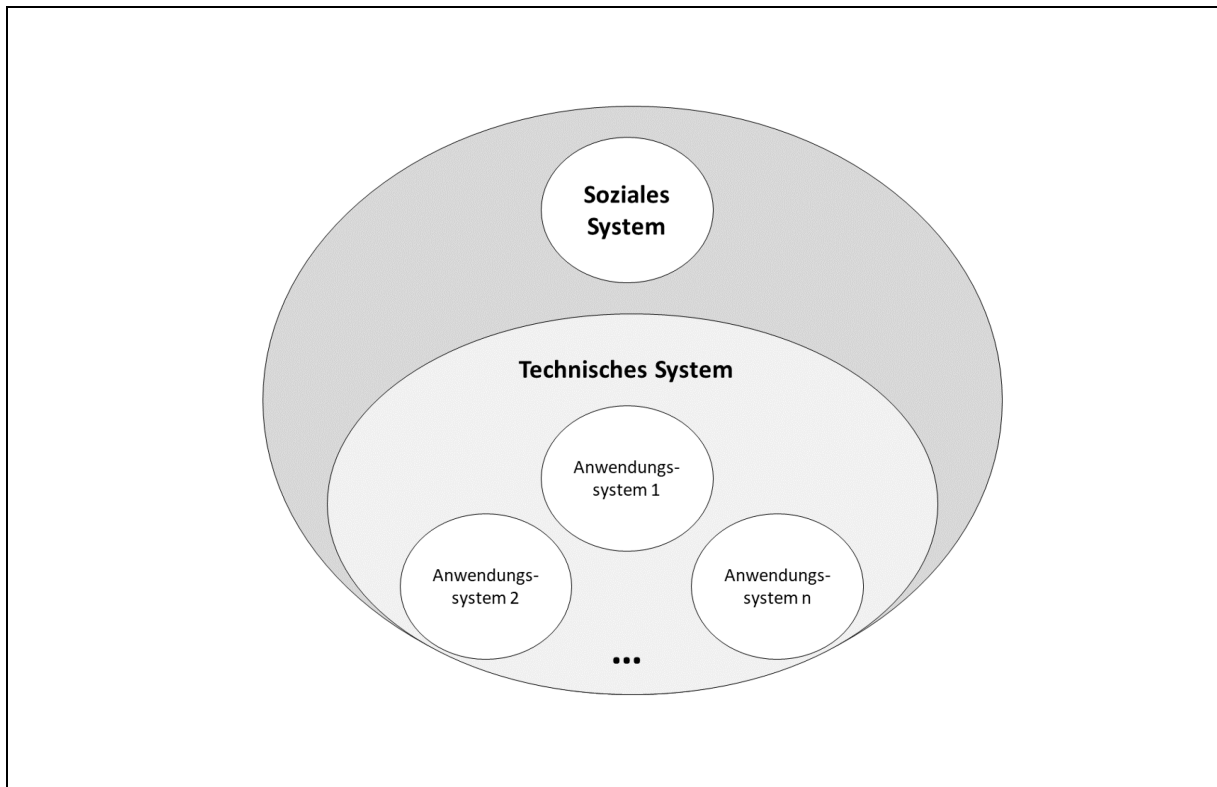 Soziales
System
Technisches System
Anwendungs-
system 1
Anwendungs-
system 2
Anwendungs-
system n
...